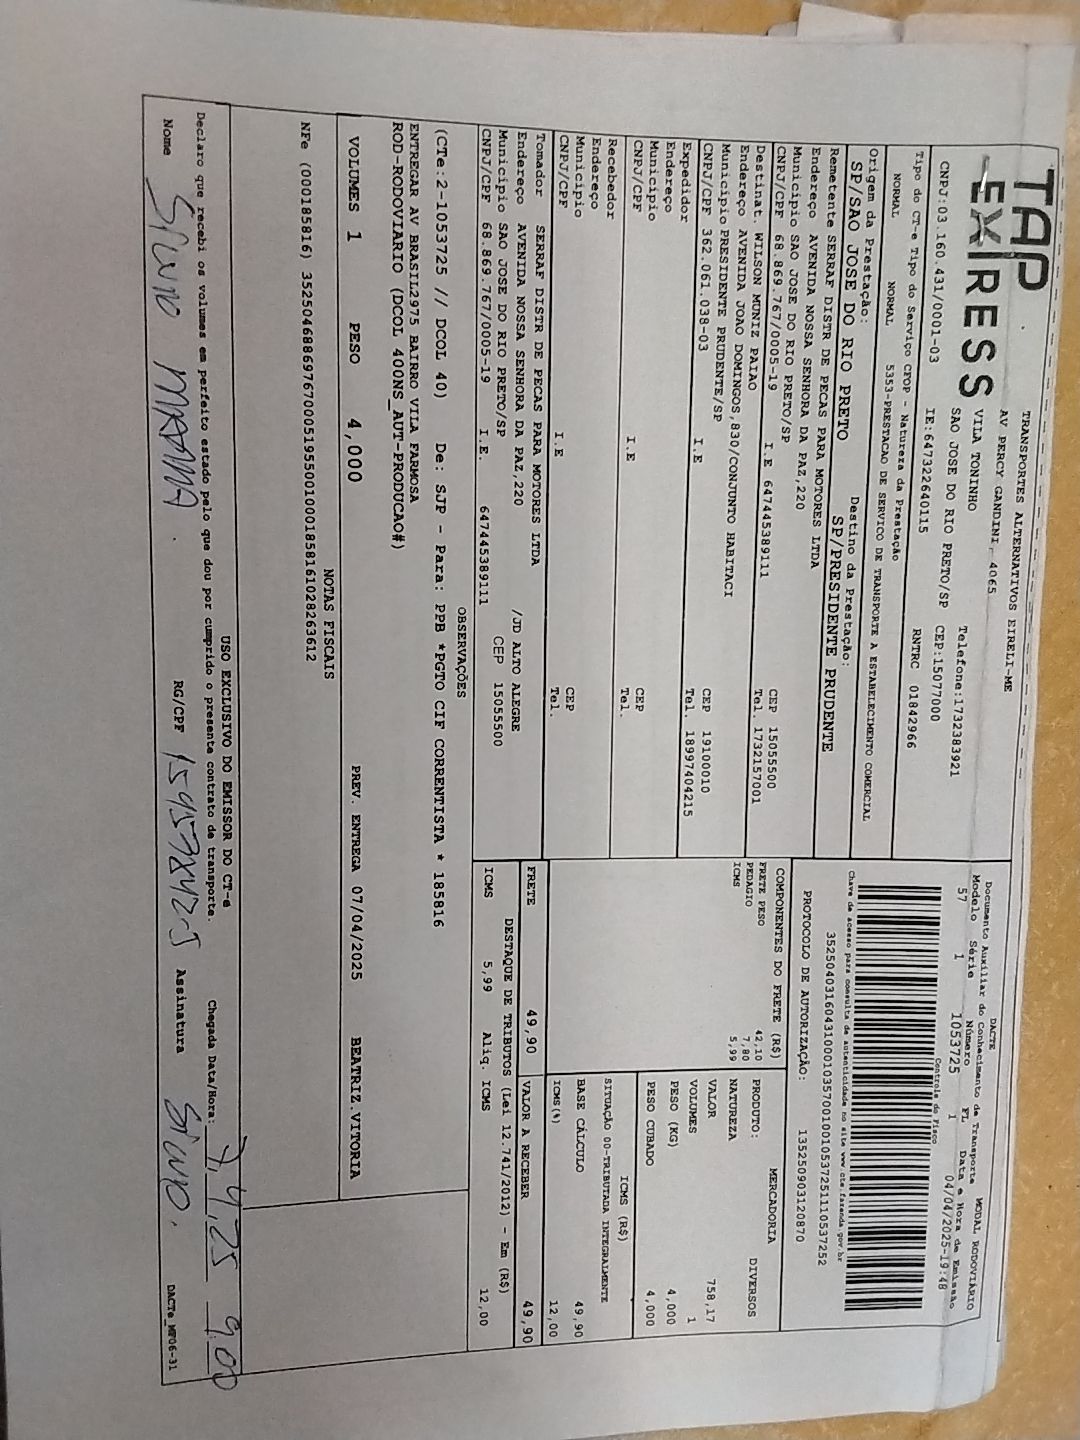 TAP
EXPRESS
TRANSPORTES ALTERNATIVOS EIRELI-ME
AV PERCY GANDINI, 4065
VILA TONINHO
SAO JOSE DO RIO PRETO/SP CEP:15077000
CNPJ:03.160.431/0001-03 IE:647322640115
Telefone:1732383921
RNTRC 01842966
DACTE MODAL RODOVIÁRIO
Documento Auxiliar do Conhecimento de Transporte
Modelo Série Número FL Data e Hora de Emissão
57 1 1053725 1 04/04/2025-19:48
Controle do Fisco
Chave de acesso para consulta de autenticidade no site www.cte.fazenda.gov.br
35250403160431000103570010010537251110537252
PROTOCOLO DE AUTORIZAÇÃO: 135250903120870
Tipo do CT-e Tipo do Serviço CFOP - Natureza da Prestação
NORMAL NORMAL 5353-PRESTACAO DE SERVICO DE TRANSPORTE A ESTABELECIMENTO COMERCIAL
Origem da Prestação: Destino da Prestação:
SP/SAO JOSE DO RIO PRETO SP/PRESIDENTE PRUDENTE
Remetente SERRAF DISTR DE PECAS PARA MOTORES LTDA
Endereço AVENIDA NOSSA SENHORA DA PAZ,220
Município SAO JOSE DO RIO PRETO/SP CEP 15055500
CNPJ/CPF 68.869.767/0005-19 I.E 647445389111 Tel. 1732157001
Destinat. WILSON MUNIZ PAIAO
Endereço AVENIDA JOAO DOMINGOS,830/CONJUNTO HABITACI
Município PRESIDENTE PRUDENTE/SP CEP 19100010
CNPJ/CPF 362.061.038-03 I.E Tel. 18997404215
Expedidor
Endereço
Município CEP
CNPJ/CPF I.E Tel.
Recebedor
Endereço
Município CEP
CNPJ/CPF I.E Tel.
Tomador SERRAF DISTR DE PECAS PARA MOTORES LTDA
Endereço AVENIDA NOSSA SENHORA DA PAZ,220 /JD ALTO ALEGRE
Município SAO JOSE DO RIO PRETO/SP CEP 15055500
CNPJ/CPF 68.869.767/0005-19 I.E. 647445389111
COMPONENTES DO FRETE (R$)
FRETE PESO 42,10
PEDAGIO 7,80
ICMS 5,99
MERCADORIA
PRODUTO: DIVERSOS
NATUREZA
VALOR 758,17
VOLUMES 1
PESO (KG) 4,000
PESO CUBADO 4,000
ICMS (R$)
SITUAÇÃO 00-TRIBUTADA INTEGRALMENTE
BASE CÁLCULO 49,90
ICMS(%) 12,00
FRETE 49,90 VALOR A RECEBER 49,90
DESTAQUE DE TRIBUTOS (Lei 12.741/2012) - Em (R$)
ICMS 5,99 Aliq. ICMS 12,00
OBSERVAÇÕES
(CTe:2-1053725 // DCOL 40) De: SJP - Para: PPB *PGTO CIF CORRENTISTA * 185816
ENTREGAR AV BRASIL2975 BAIRRO VILA FARMOSA
ROD-RODOVIARIO (DCOL 400NS_AUT-PRODUCAO#)
VOLUMES 1 PESO 4,000 PREV. ENTREGA 07/04/2025 BEATRIZ.VITORIA
NOTAS FISCAIS
NFe (000185816) 35250468869767000519550010001858161028263612
USO EXCLUSIVO DO EMISSOR DO CT-e
Declaro que recebi os volumes em perfeito estado pelo que dou por cumprido o presente contrato de transporte. Chegada Data/Hora: 7,4,25 9,00
Nome RG/CPF Assinatura
DACTe_MP06-31